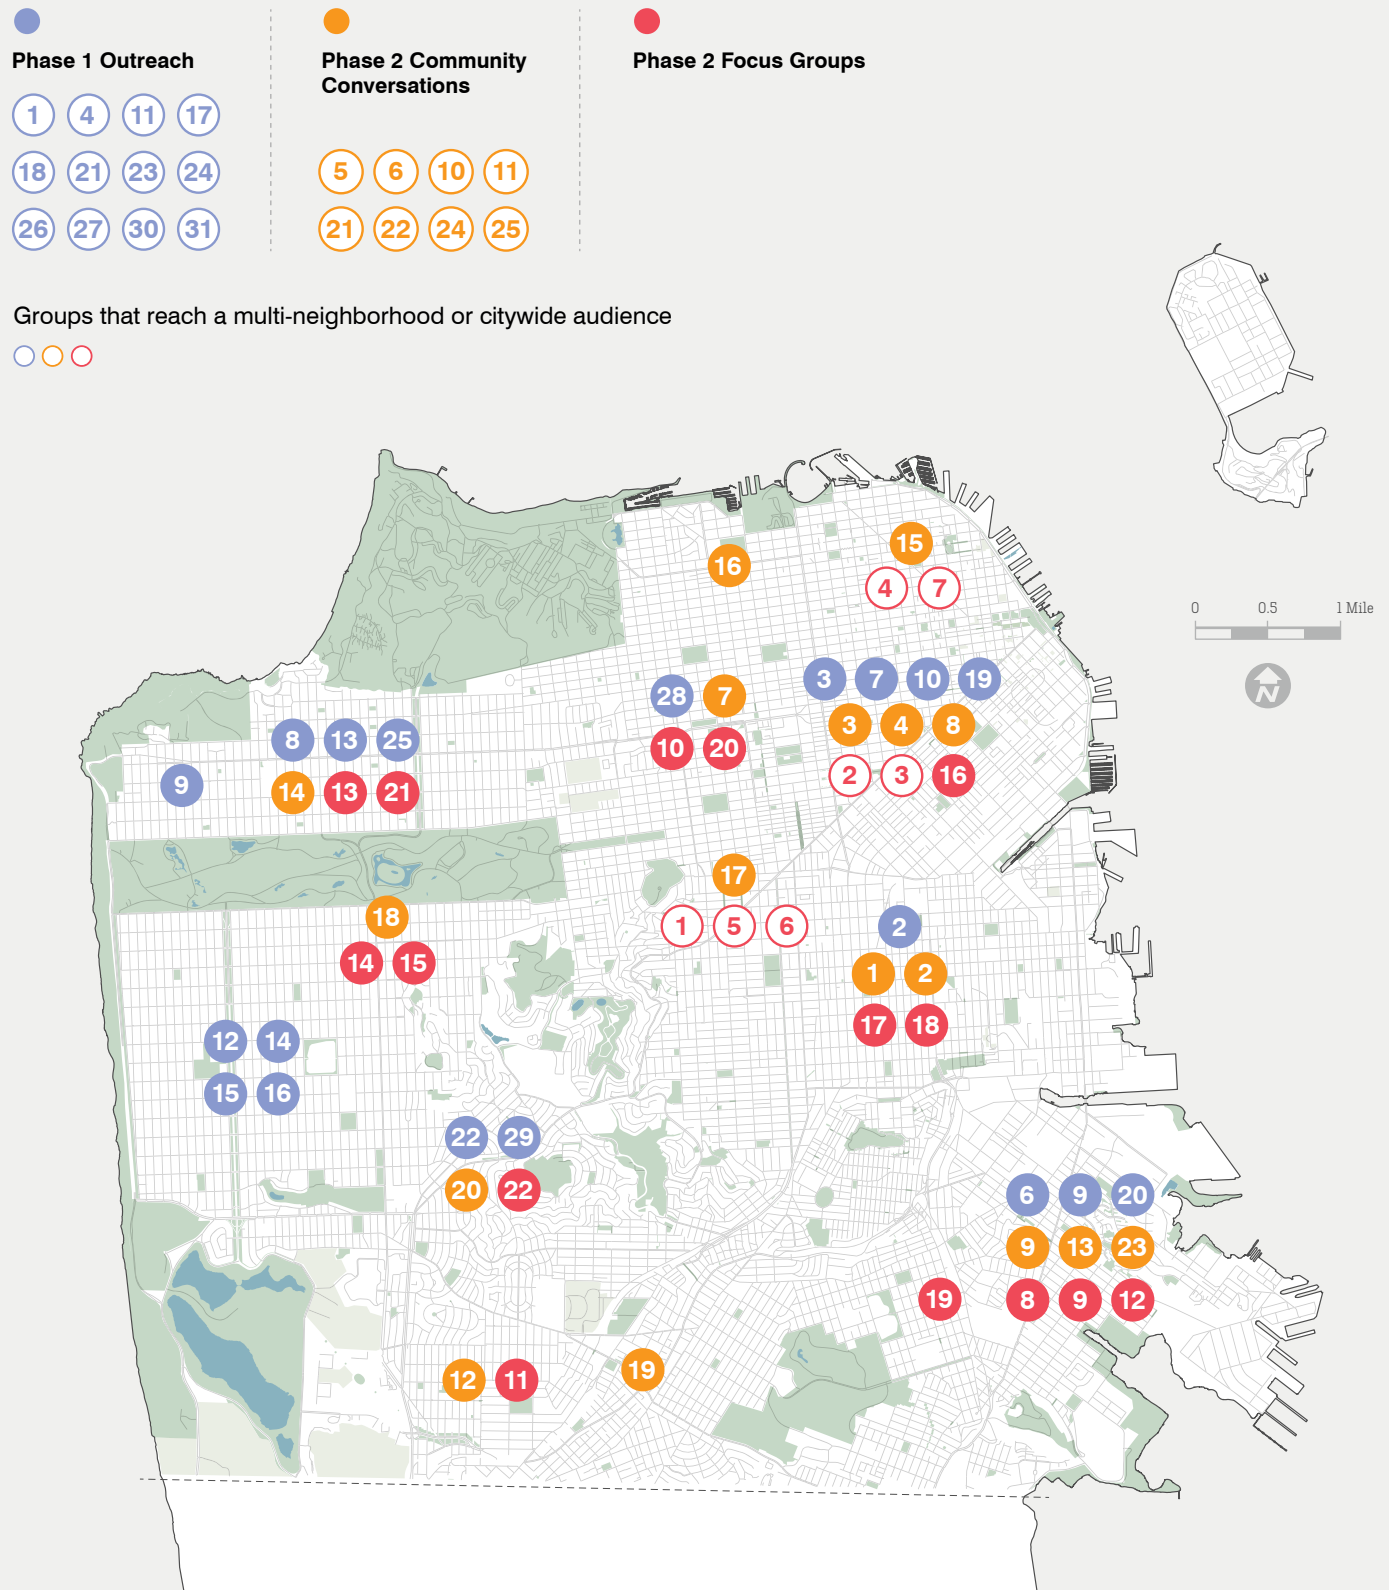 Phase 1 Outreach
Phase 2 Community
Conversations
Phase 2 Focus Groups
1 4 11 17
18 21 23 24
26 27 30 31
5 6 10 11
21 22 24 25
Groups that reach a multi-neighborhood or citywide audience
0 0.5 1 Mile
N
15
16
4 7
3 7 10 19
28 7
3 4 8
8 13 25
10 20
2 3 16
9
14 13 21
17
18
1 5 6
2
14 15
1 2
17 18
12 14
15 16
22 29
20 22
6 9 20
9 13 23
19
8 9 12
12 11
19